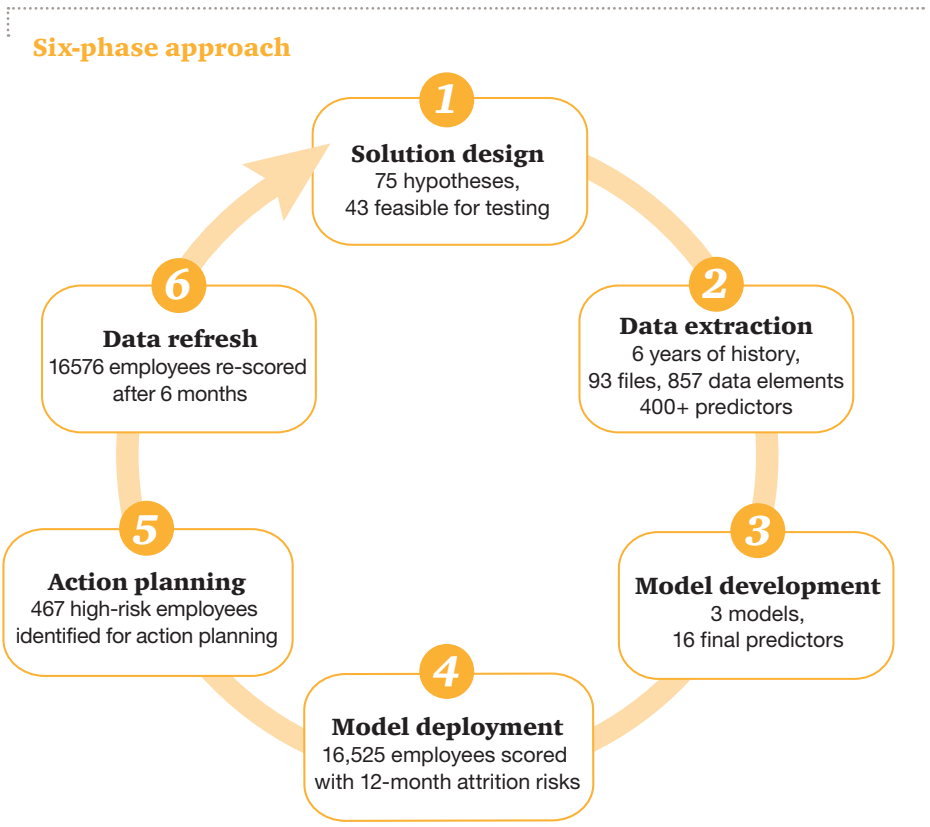 Six-phase approach
1
Solution design
75 hypotheses,
43 feasible for testing
2
Data extraction
6 years of history,
93 files, 857 data elements
400+ predictors
3
Model development
3 models,
16 final predictors
4
Model deployment
16,525 employees scored
with 12-month attrition risks
5
Action planning
467 high-risk employees
identified for action planning
6
Data refresh
16576 employees re-scored
after 6 months